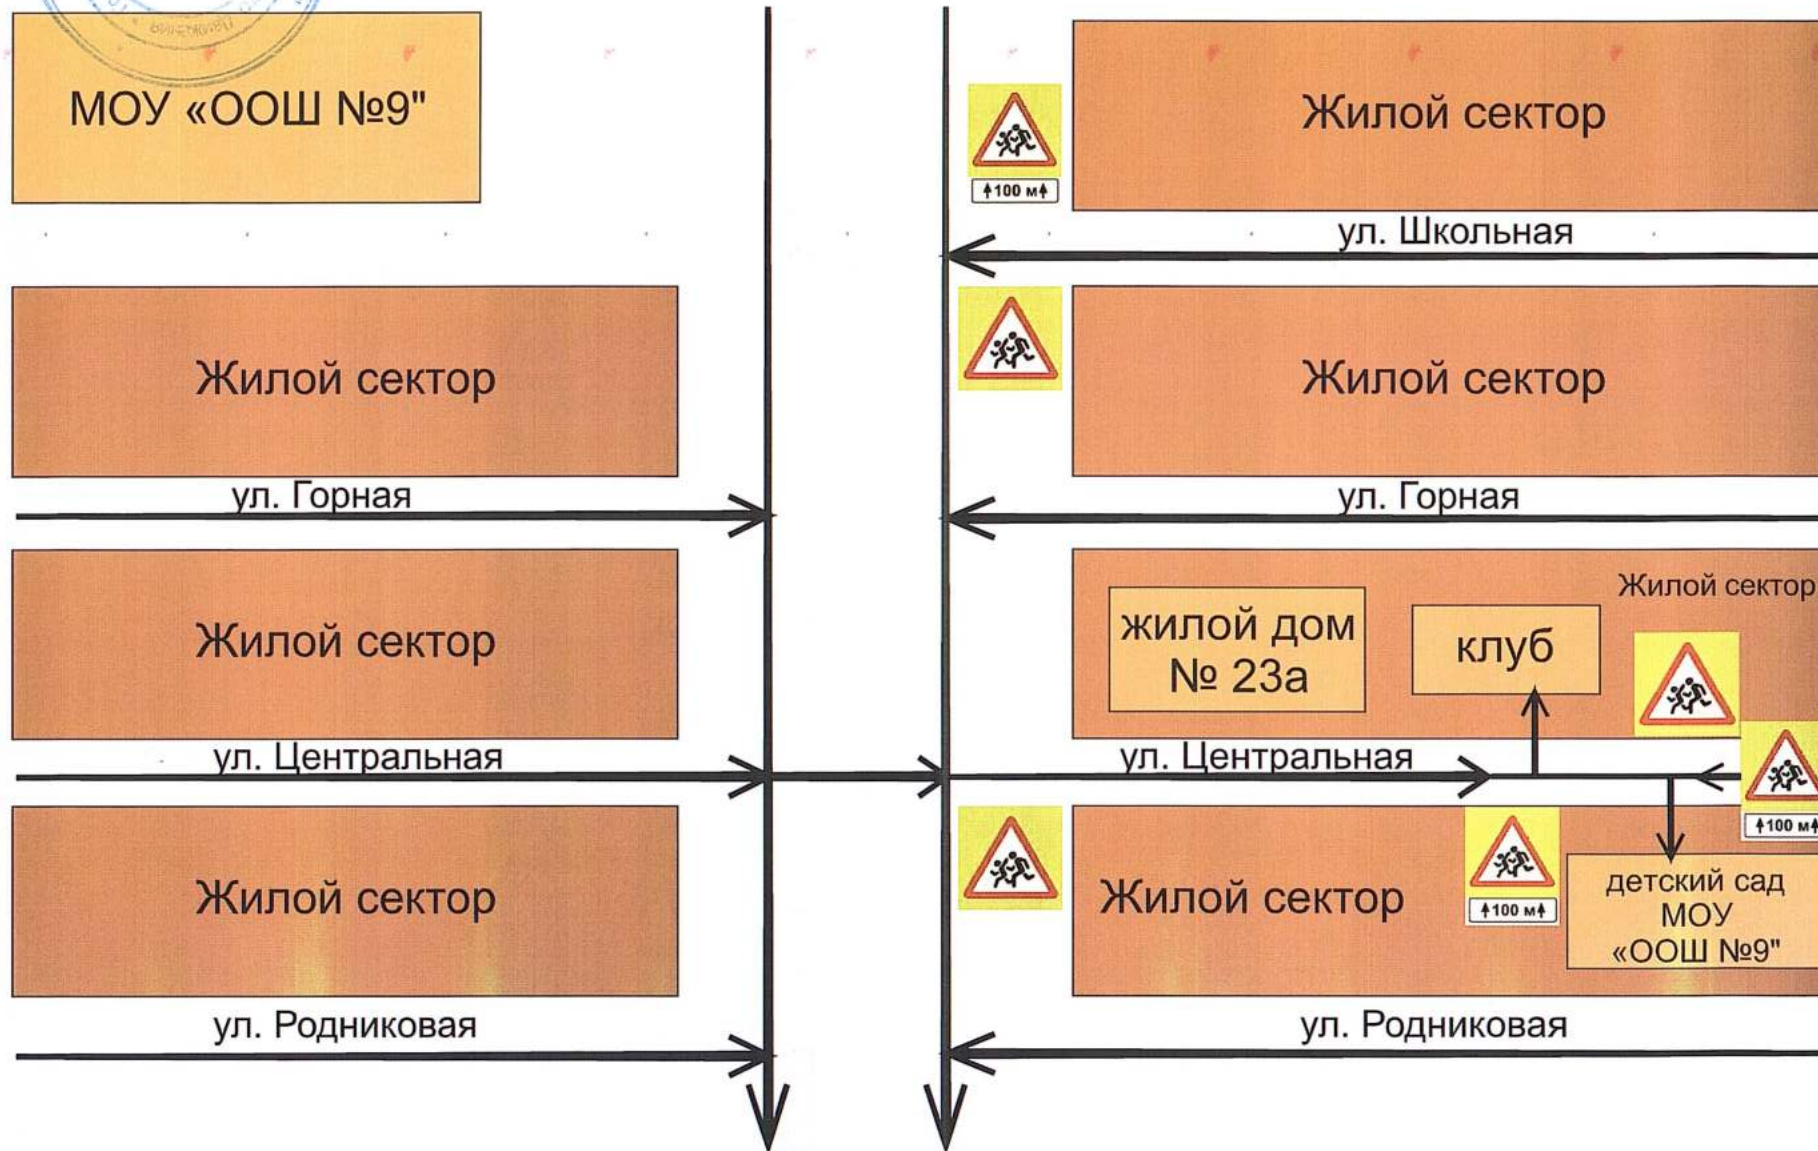 МОУ «ООШ №9"
Жилой сектор
↑100 м↑
ул. Школьная
Жилой сектор
Жилой сектор
ул. Горная
ул. Горная
Жилой сектор
Жилой сектор
жилой дом
№ 23а
клуб
ул. Центральная
ул. Центральная
↑100 м↑
Жилой сектор
Жилой сектор
↑100 м↑
детский сад
МОУ
«ООШ №9"
ул. Родниковая
ул. Родниковая